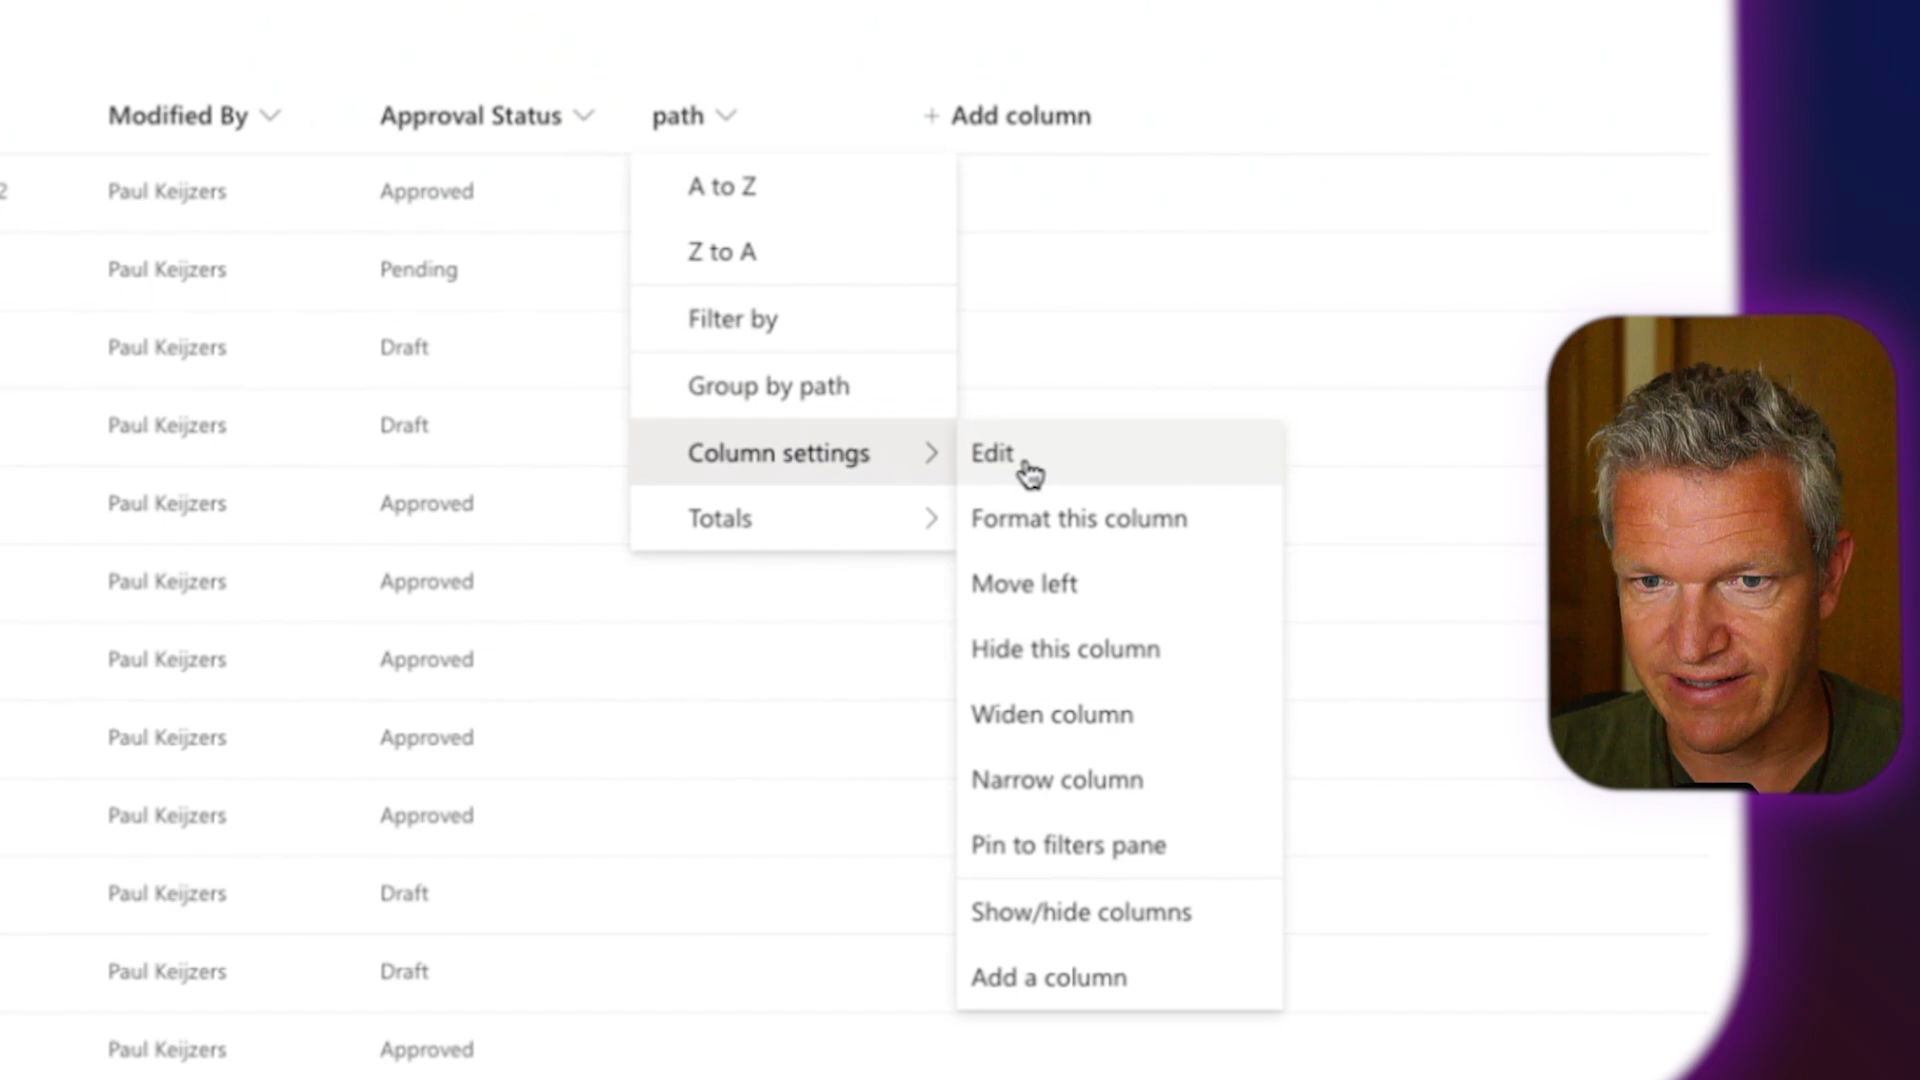 Modified By Approval Status path + Add column
2 Paul Keijzers Approved
Paul Keijzers Pending
Paul Keijzers Draft
Paul Keijzers Draft
Paul Keijzers Approved
Paul Keijzers Approved
Paul Keijzers Approved
Paul Keijzers Approved
Paul Keijzers Approved
Paul Keijzers Draft
Paul Keijzers Draft
Paul Keijzers Approved
A to Z
Z to A
Filter by
Group by path
Column settings
Totals
Edit
Format this column
Move left
Hide this column
Widen column
Narrow column
Pin to filters pane
Show/hide columns
Add a column